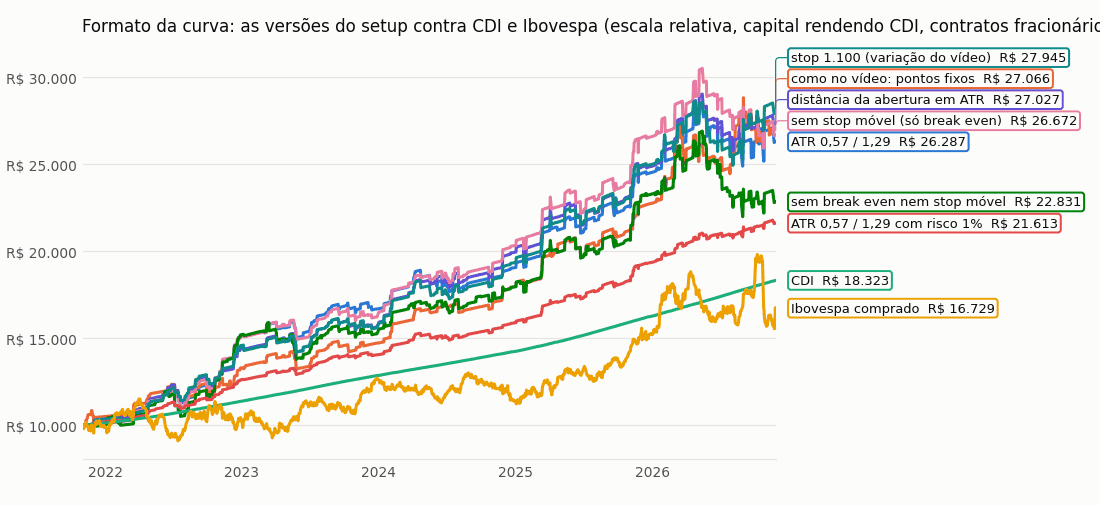 Formato da curva: as versões do setup contra CDI e Ibovespa (escala relativa, capital rendendo CDI, contratos fracionário
R$ 30.000
R$ 25.000
R$ 20.000
R$ 15.000
R$ 10.000
2022
2023
2024
2025
2026
stop 1.100 (variação do vídeo) R$ 27.945
como no vídeo: pontos fixos R$ 27.066
distância da abertura em ATR R$ 27.027
sem stop móvel (só break even) R$ 26.672
ATR 0,57 / 1,29 R$ 26.287
sem break even nem stop móvel R$ 22.831
ATR 0,57 / 1,29 com risco 1% R$ 21.613
CDI R$ 18.323
Ibovespa comprado R$ 16.729